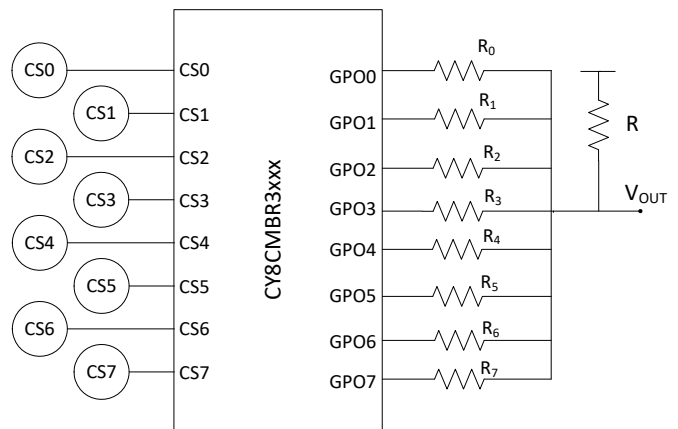 CS0
CS0
GPO0
R0
CS1
CS1
GPO1
R1
R
CS2
CS2
GPO2
R2
CS3
CS3
GPO3
R3
VOUT
CS4
CS4
GPO4
R4
CS5
CS5
GPO5
R5
CS6
CS6
GPO6
R6
CS7
CS7
GPO7
R7
CY8CMBR3xxx